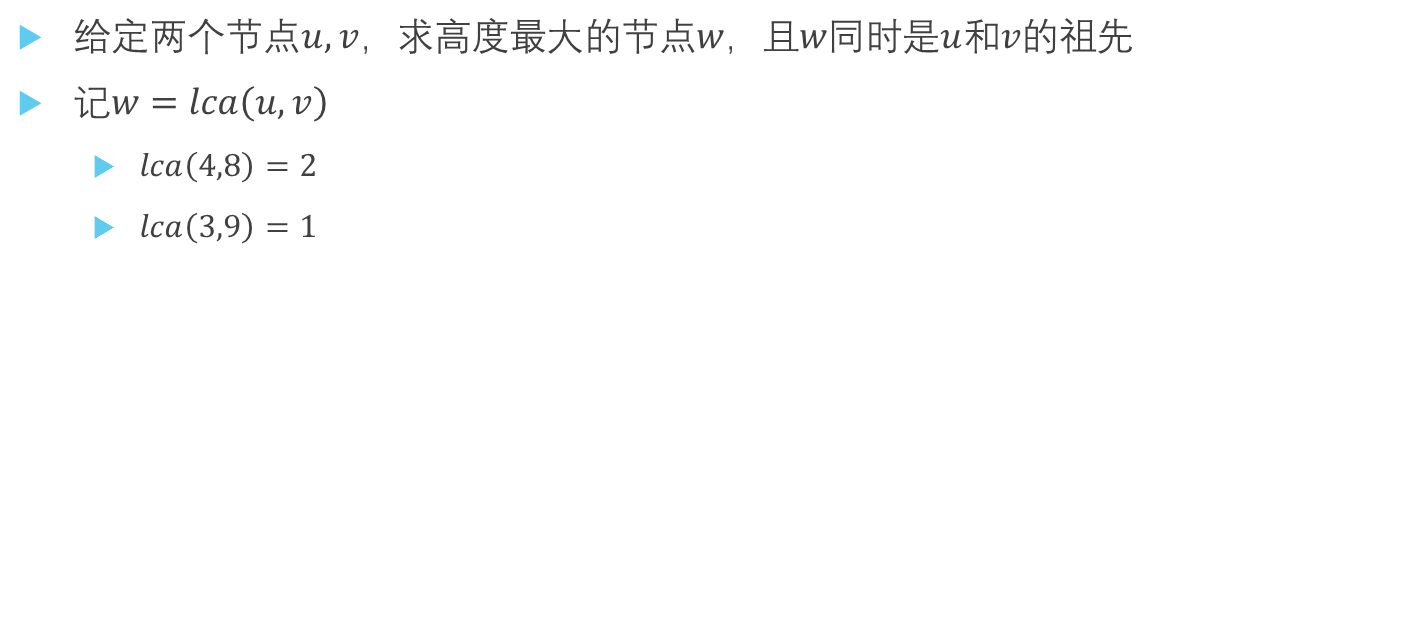 给定两个节点u, v，求高度最大的节点w，且w同时是u和v的祖先
记w = lca(u, v)
lca(4,8) = 2
lca(3,9) = 1